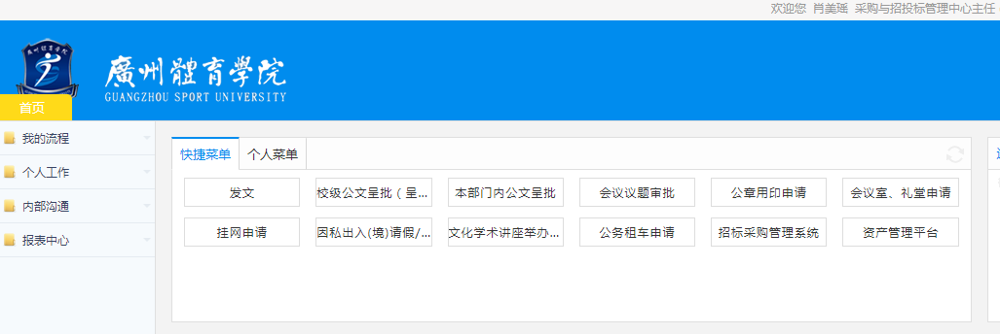 欢迎您 肖美瑶 采购与招投标管理中心主任
廣州體育學院
廣州體育學院
GUANGZHOU SPORT UNIVERSITY
首页
我的流程
个人工作
内部沟通
报表中心
快捷菜单 个人菜单
发文 校级公文呈批（呈... 本部门内公文呈批 会议议题审批 公章用印申请 会议室、礼堂申请
挂网申请 因私出入(境)请假/... 文化学术讲座举办... 公务租车申请 招标采购管理系统 资产管理平台